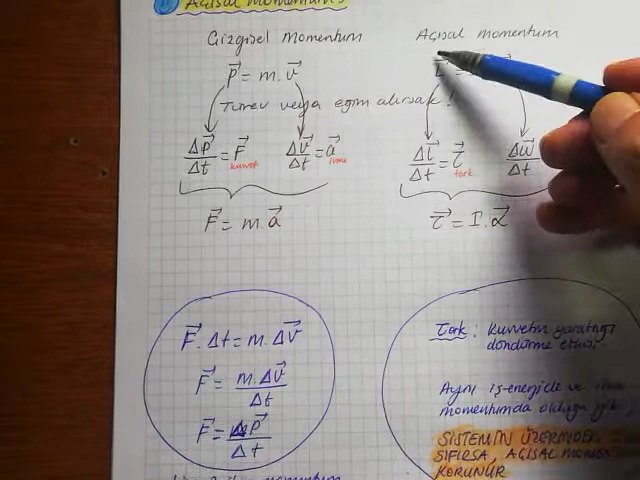 Açısal Momentum
Çizgisel Momentum
Açısal momentum
p⃗ = m.v⃗
L⃗ =
Türev veya eğim alırsak!
Δp⃗/Δt = F⃗
kuvvet
Δv⃗/Δt = a⃗
ivme
ΔL⃗/Δt = τ⃗
tork
Δω⃗/Δt
F⃗ = m.a⃗
τ⃗ = I.α⃗
F⃗.Δt = m.Δv⃗
F⃗ = m.Δv⃗/Δt
F⃗ = ΔP⃗/Δt
Tork: Kuvvetin yarattığı
döndürme etkisi
Aynı iş-enerjide ve
momentumda olduğu gibi
SİSTEMİN ÜZERİNDE
SIFIRSA, AÇISAL
KORUNUR
momentum